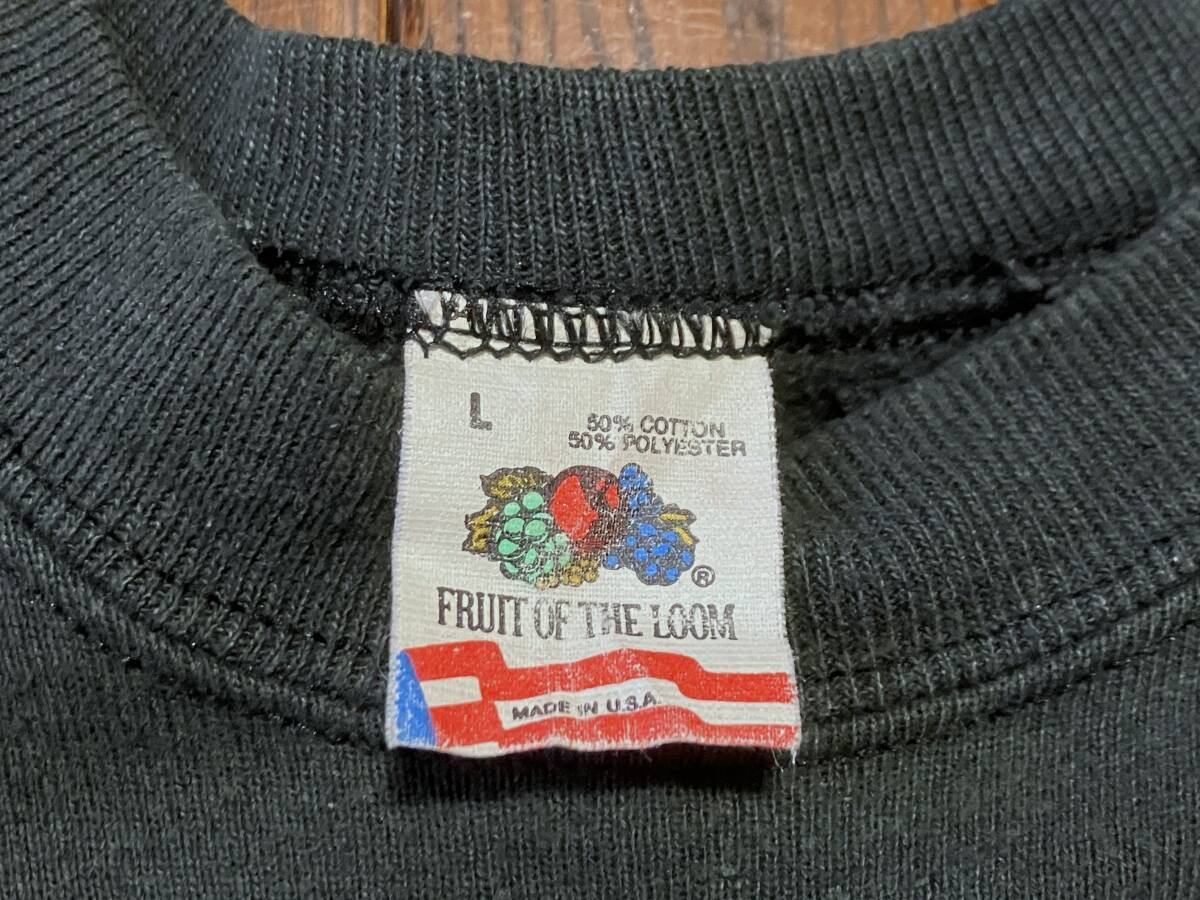 L
50% COTTON
50% POLYESTER
®
FRUIT OF THE LOOM
MADE IN U.S.A.